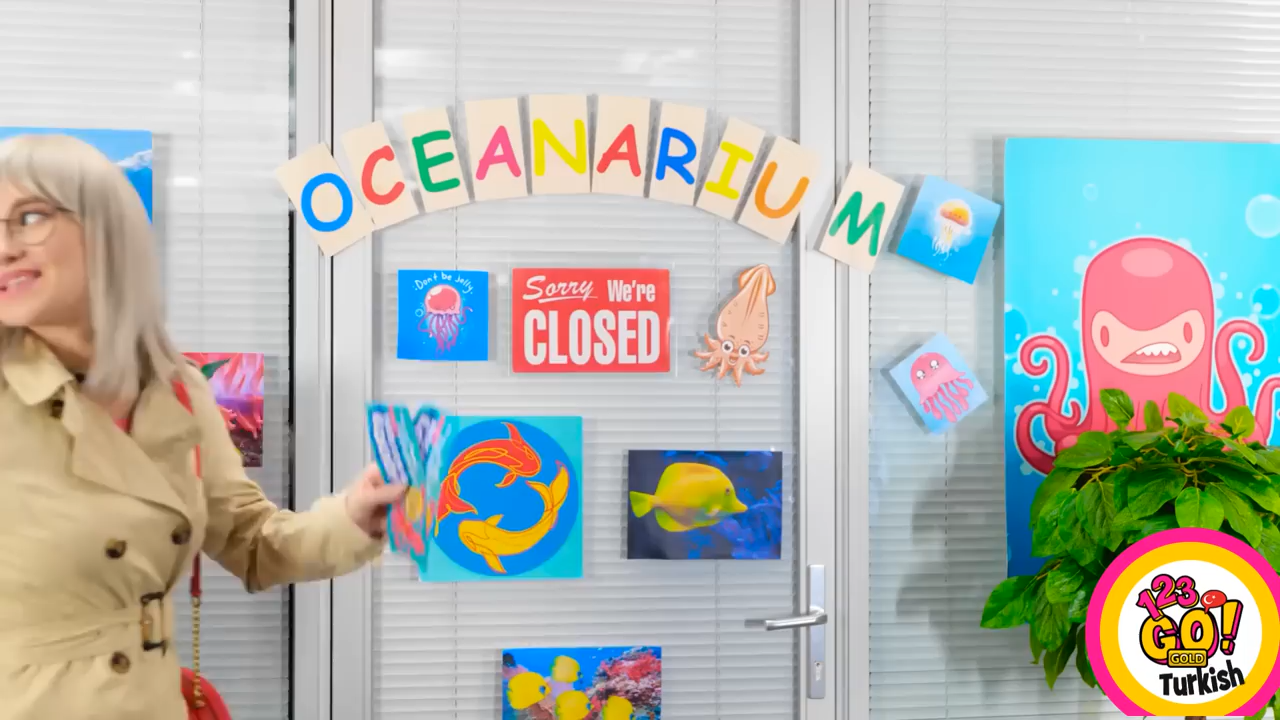 OCEANARIUM
Don't be jelly.
Sorry We're
CLOSED
123
GO!
GOLD
Turkish